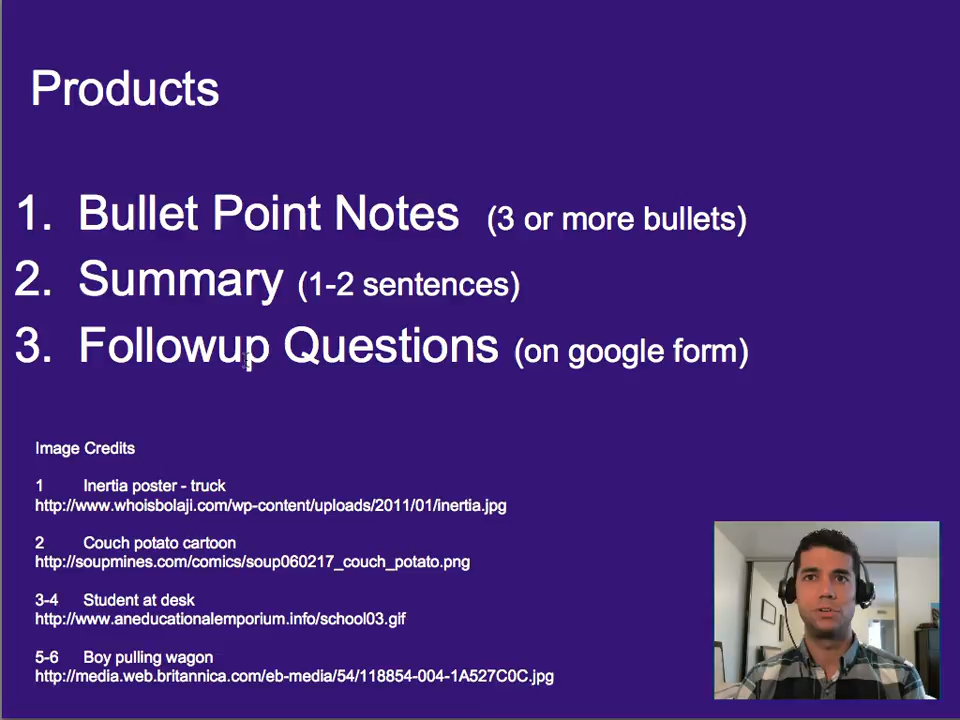 Products
1. Bullet Point Notes (3 or more bullets)
2. Summary (1-2 sentences)
3. Followup Questions (on google form)
Image Credits
1 Inertia poster - truck
http://www.whoisbolaji.com/wp-content/uploads/2011/01/inertia.jpg
2 Couch potato cartoon
http://soupmines.com/comics/soup060217_couch_potato.png
3-4 Student at desk
http://www.aneducationalemporium.info/school03.gif
5-6 Boy pulling wagon
http://media.web.britannica.com/eb-media/54/118854-004-1A527C0C.jpg